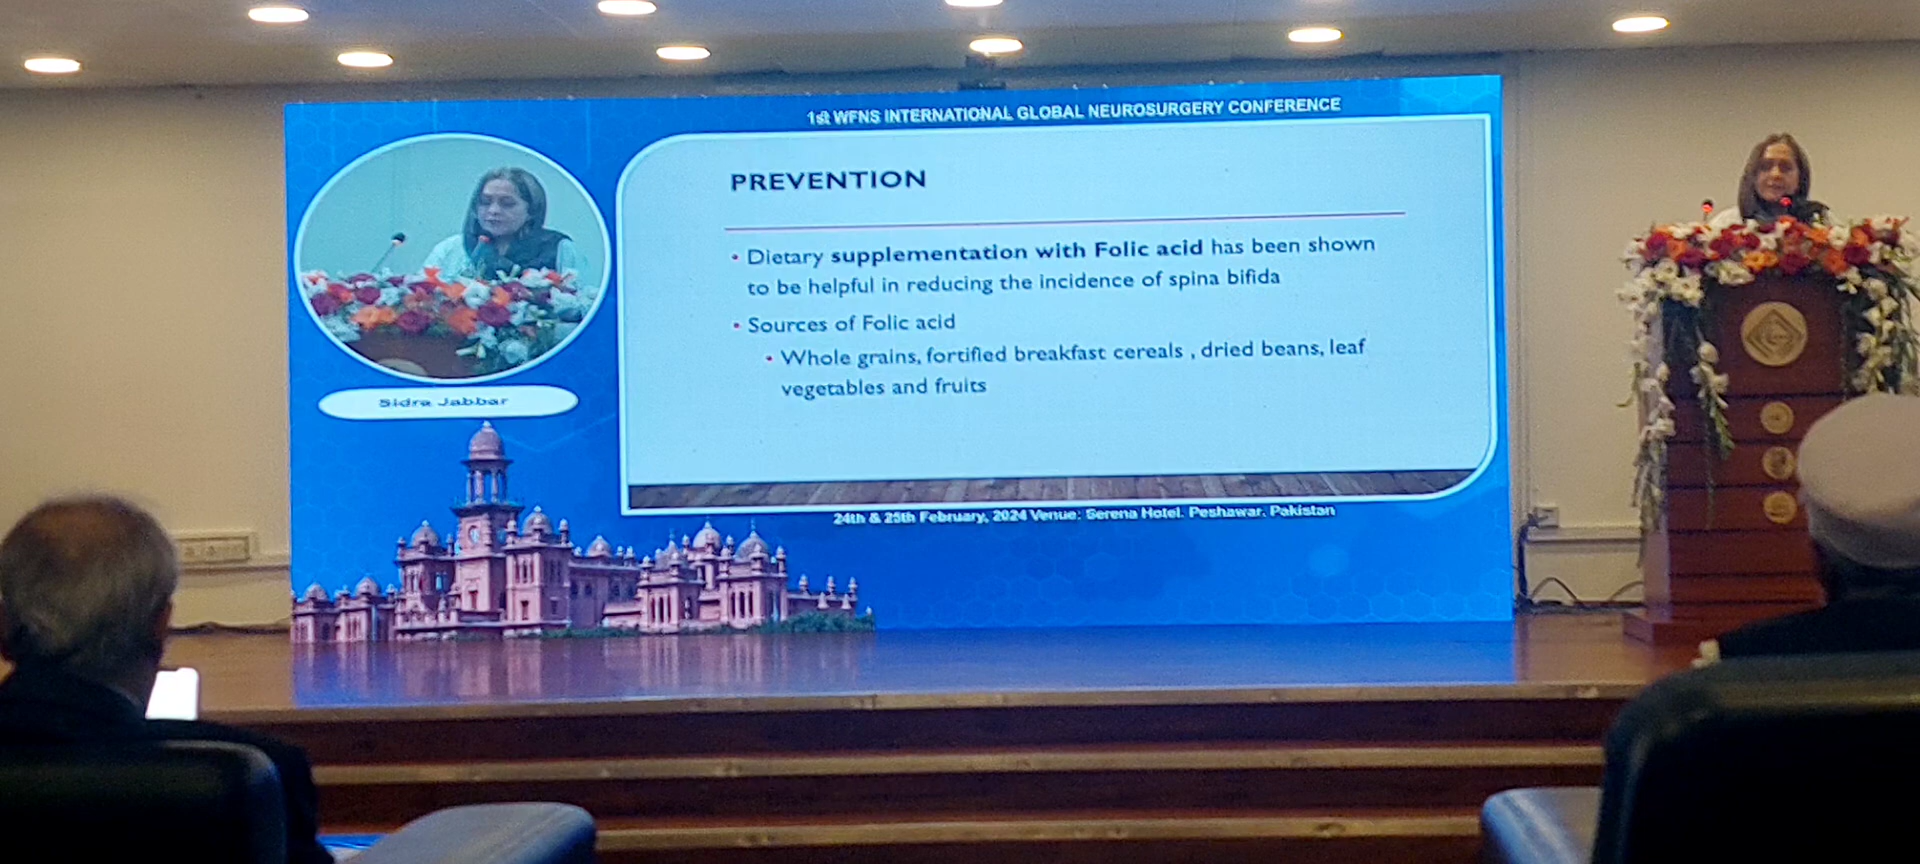 1st WFNS INTERNATIONAL GLOBAL NEUROSURGERY CONFERENCE
PREVENTION
• Dietary supplementation with Folic acid has been shown
to be helpful in reducing the incidence of spina bifida
• Sources of Folic acid
• Whole grains, fortified breakfast cereals , dried beans, leaf
vegetables and fruits
Sidra Jabbar
24th & 25th February, 2024 Venue: Serena Hotel. Peshawar. Pakistan